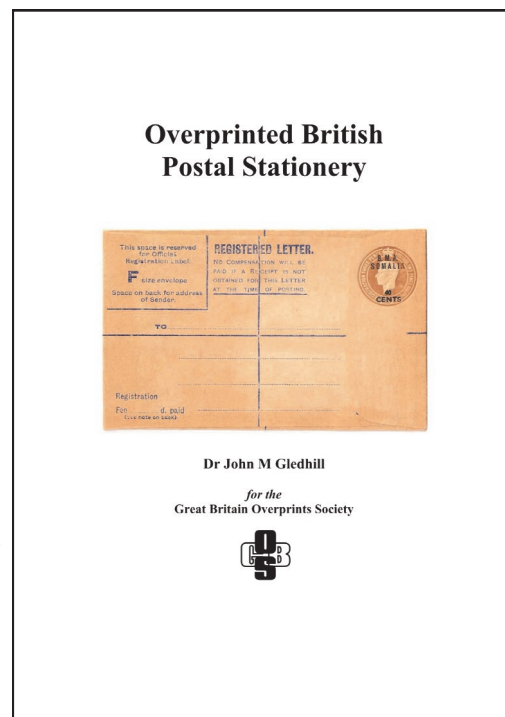 Overprinted British
Postal Stationery
This space is reserved
for Official
Registration Label.
F size envelope
Space on back for address
of Sender.
REGISTERED LETTER.
NO COMPENSATION WILL BE
PAID IF A RECEIPT IS NOT
OBTAINED FOR THIS LETTER
AT THE TIME OF POSTING.
B.M.A.
SOMALIA
40
CENTS
TO
Registration
Fee d. paid
(See note on back)
Dr John M Gledhill
for the
Great Britain Overprints Society
GBOS